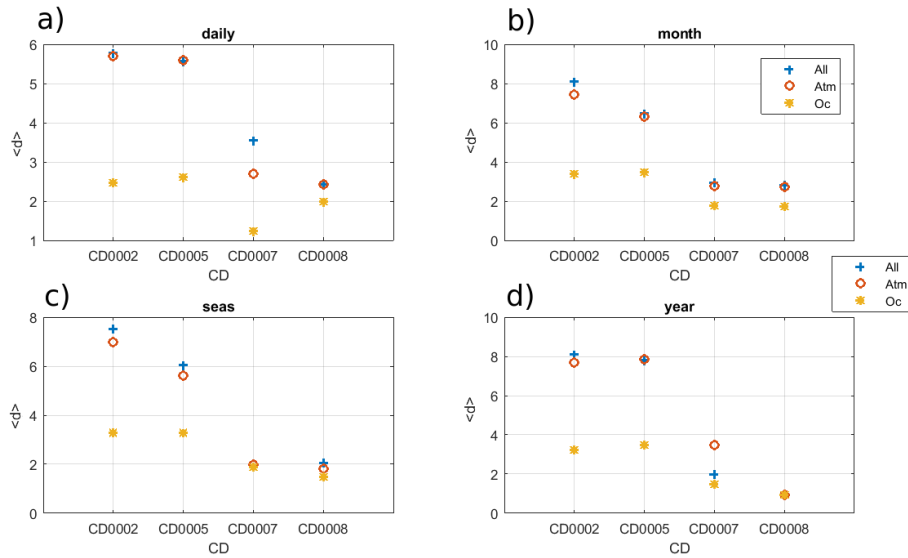 a)
daily
6
5
4
3
2
1
<d>
CD0002 CD0005 CD0007 CD0008
CD
b)
month
10
8
6
4
2
0
<d>
CD0002 CD0005 CD0007 CD0008
CD
All
Atm
Oc
All
Atm
Oc
c)
seas
8
6
4
2
0
<d>
CD0002 CD0005 CD0007 CD0008
CD
d)
year
10
8
6
4
2
0
<d>
CD0002 CD0005 CD0007 CD0008
CD